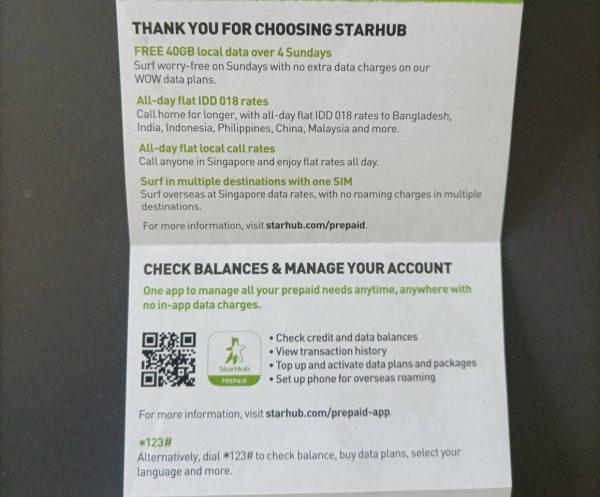 THANK YOU FOR CHOOSING STARHUB
FREE 40GB local data over 4 Sundays
Surf worry-free on Sundays with no extra data charges on our
WOW data plans.
All-day flat IDD 018 rates
Call home for longer, with all-day flat IDD 018 rates to Bangladesh,
India, Indonesia, Philippines, China, Malaysia and more.
All-day flat local call rates
Call anyone in Singapore and enjoy flat rates all day.
Surf in multiple destinations with one SIM
Surf overseas at Singapore data rates, with no roaming charges in multiple
destinations.
For more information, visit starhub.com/prepaid.
CHECK BALANCES & MANAGE YOUR ACCOUNT
One app to manage all your prepaid needs anytime, anywhere with
no in-app data charges.
StarHub
PREPAID
• Check credit and data balances
• View transaction history
• Top up and activate data plans and packages
• Set up phone for overseas roaming
For more information, visit starhub.com/prepaid-app.
*123#
Alternatively, dial *123# to check balance, buy data plans, select your
language and more.